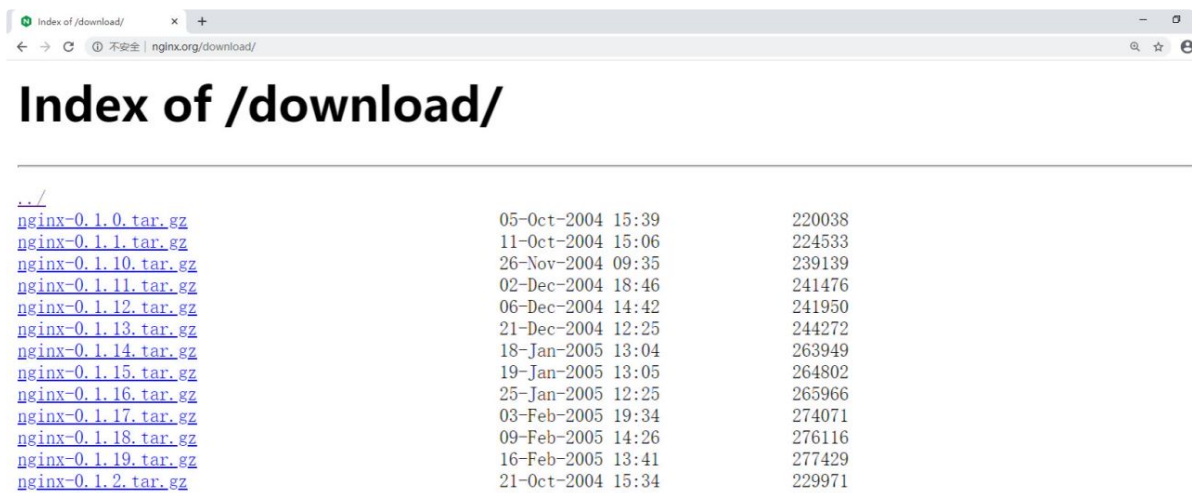 Index of /download/
不安全 | nginx.org/download/
Index of /download/
../
nginx-0.1.0.tar.gz 05-Oct-2004 15:39 220038
nginx-0.1.1.tar.gz 11-Oct-2004 15:06 224533
nginx-0.1.10.tar.gz 26-Nov-2004 09:35 239139
nginx-0.1.11.tar.gz 02-Dec-2004 18:46 241476
nginx-0.1.12.tar.gz 06-Dec-2004 14:42 241950
nginx-0.1.13.tar.gz 21-Dec-2004 12:25 244272
nginx-0.1.14.tar.gz 18-Jan-2005 13:04 263949
nginx-0.1.15.tar.gz 19-Jan-2005 13:05 264802
nginx-0.1.16.tar.gz 25-Jan-2005 12:25 265966
nginx-0.1.17.tar.gz 03-Feb-2005 19:34 274071
nginx-0.1.18.tar.gz 09-Feb-2005 14:26 276116
nginx-0.1.19.tar.gz 16-Feb-2005 13:41 277429
nginx-0.1.2.tar.gz 21-Oct-2004 15:34 229971